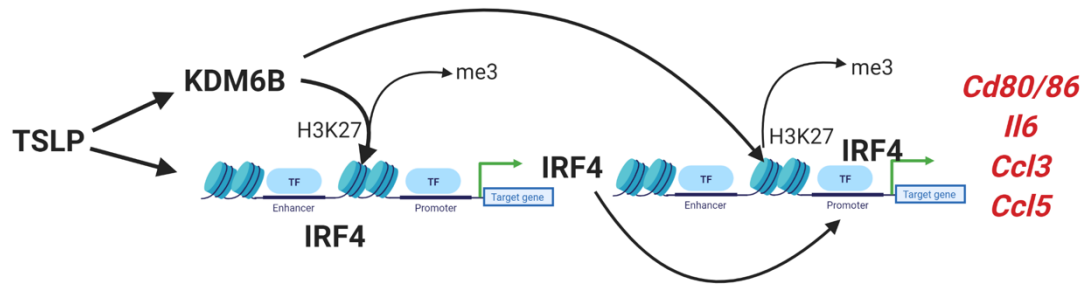 TSLP
KDM6B
me3
H3K27
TF
TF
Enhancer
Promoter
Target gene
IRF4
IRF4
me3
H3K27
IRF4
TF
TF
Enhancer
Promoter
Target gene
Cd80/86
Il6
Ccl3
Ccl5